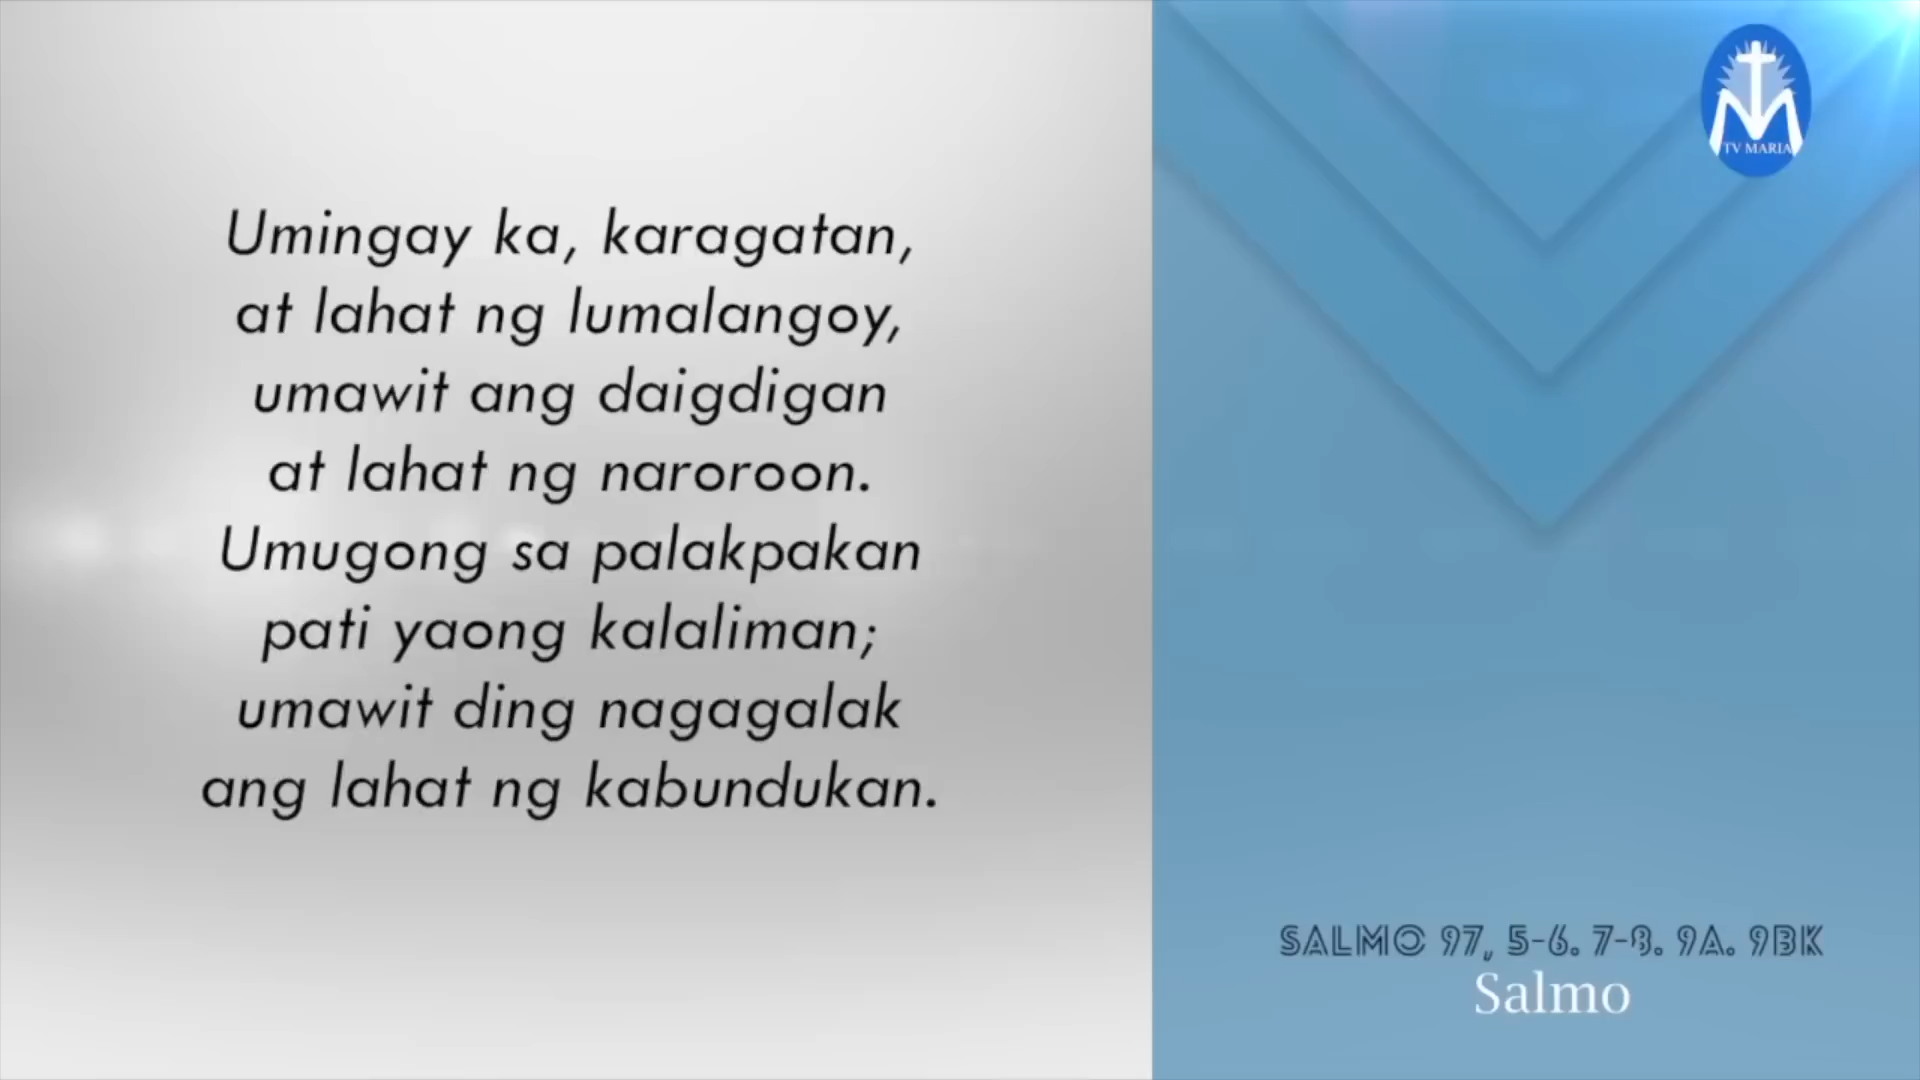 Umingay ka, karagatan,
at lahat ng lumalangoy,
umawit ang daigdigan
at lahat ng naroroon.
Umugong sa palakpakan
pati yaong kalaliman;
umawit ding nagagalak
ang lahat ng kabundukan.
TV MARIA
SALMO 97, 5-6. 7-8. 9A. 9BK
Salmo